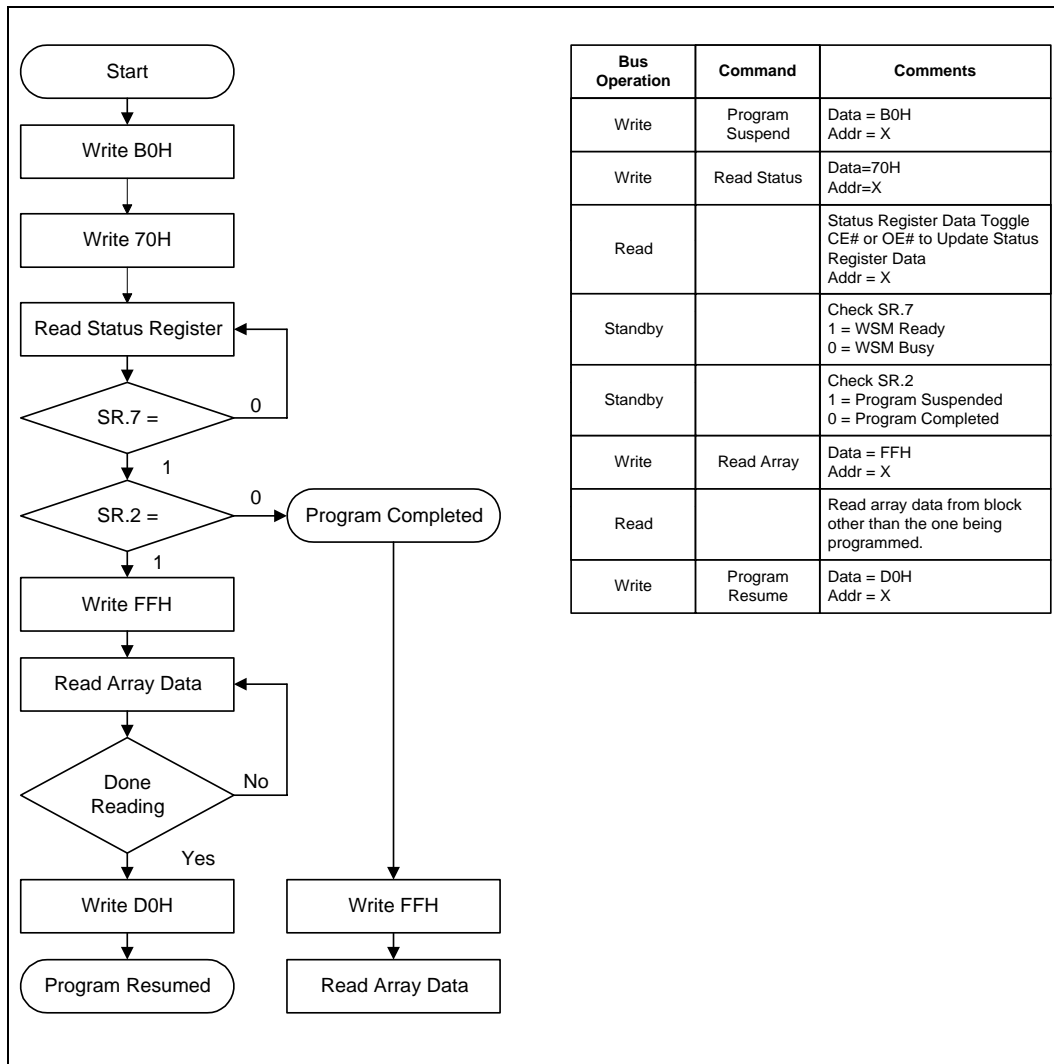 Start
Write B0H
Write 70H
Read Status Register
SR.7 =
0
1
SR.2 =
0
Program Completed
1
Write FFH
Read Array Data
Done
Reading
No
Yes
Write D0H
Write FFH
Program Resumed
Read Array Data
Bus
Operation
Command
Comments
Write
Program
Suspend
Data = B0H
Addr = X
Write
Read Status
Data=70H
Addr=X
Read
Status Register Data Toggle
CE# or OE# to Update Status
Register Data
Addr = X
Standby
Check SR.7
1 = WSM Ready
0 = WSM Busy
Standby
Check SR.2
1 = Program Suspended
0 = Program Completed
Write
Read Array
Data = FFH
Addr = X
Read
Read array data from block
other than the one being
programmed.
Write
Program
Resume
Data = D0H
Addr = X